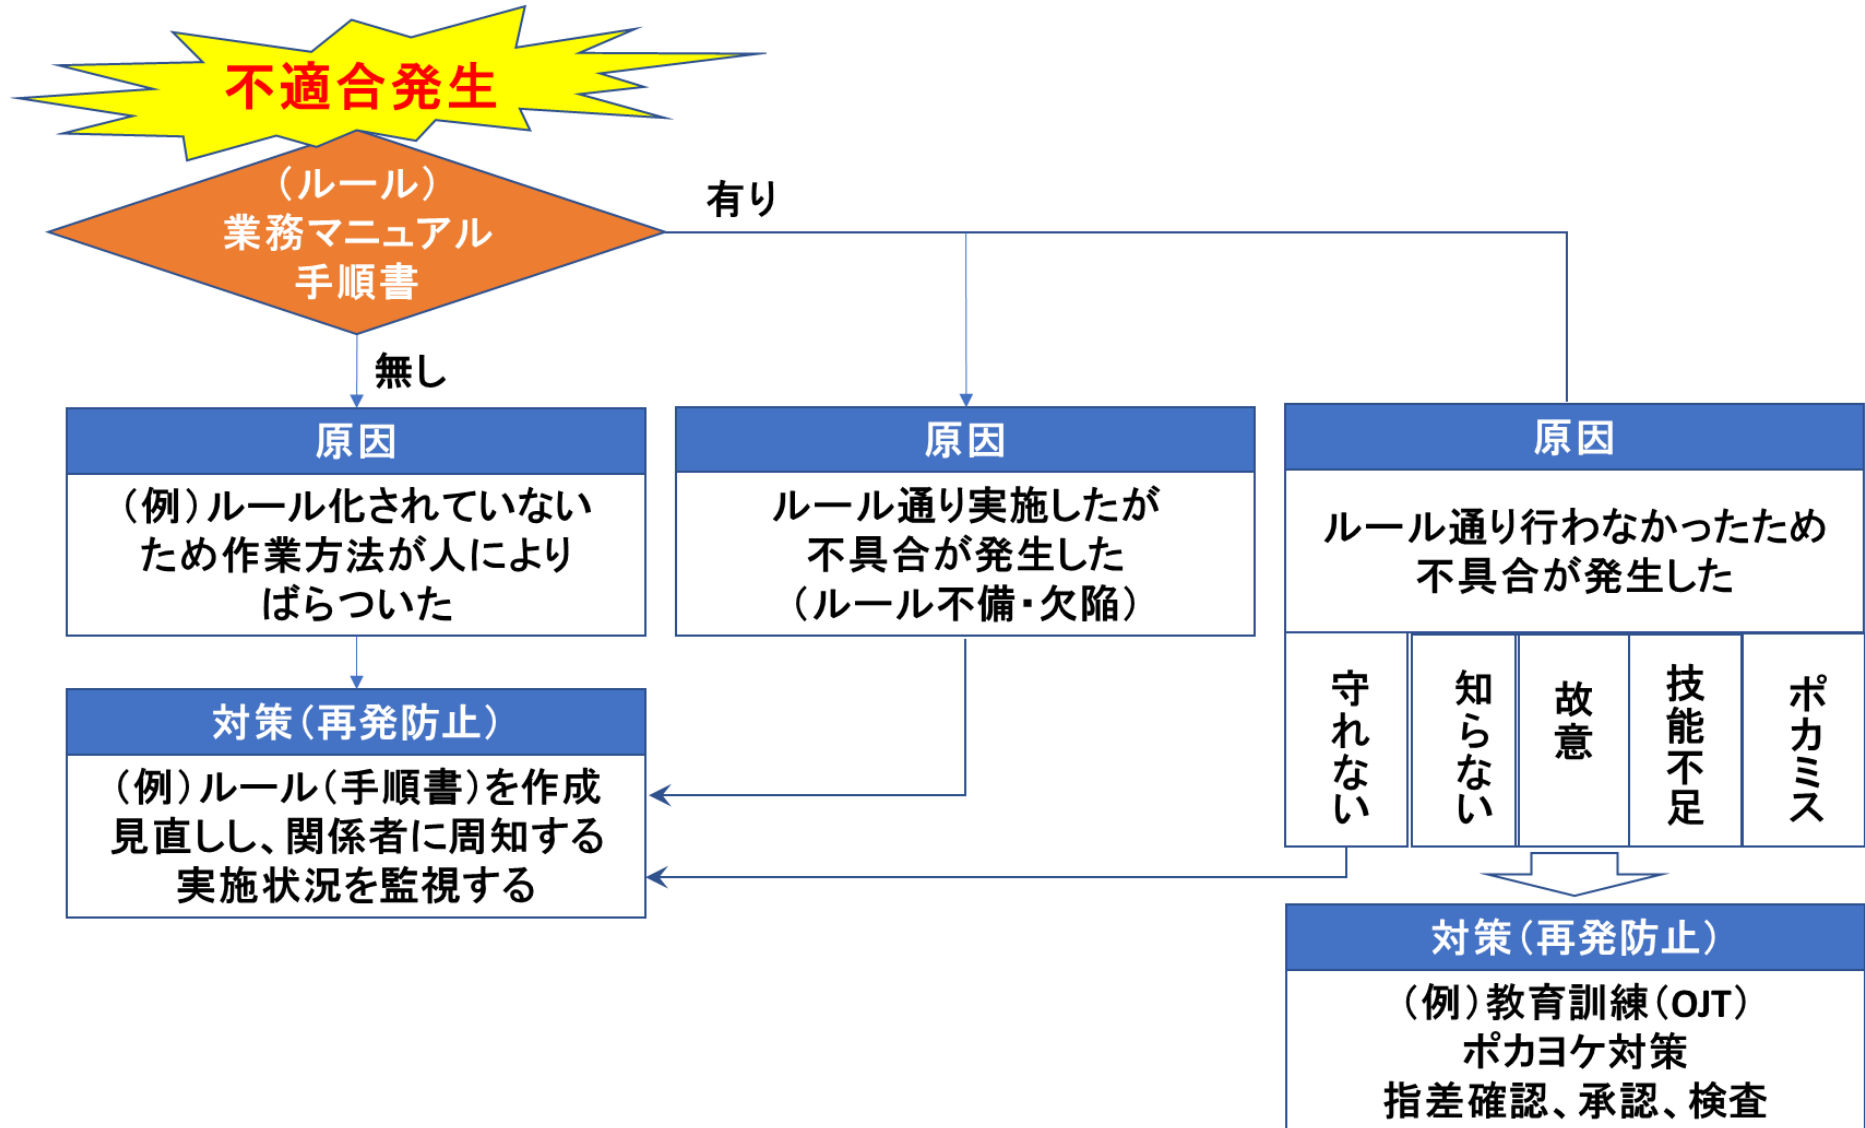 不適合発生
（ルール）
業務マニュアル
手順書
有り
無し
原因
（例）ルール化されていない
ため作業方法が人により
ばらついた
原因
ルール通り実施したが
不具合が発生した
（ルール不備・欠陥）
原因
ルール通り行わなかったため
不具合が発生した
守れない
知らない
故意
技能不足
ポカミス
対策（再発防止）
（例）ルール（手順書）を作成
見直しし、関係者に周知する
実施状況を監視する
対策（再発防止）
（例）教育訓練（OJT）
ポカヨケ対策
指差確認、承認、検査